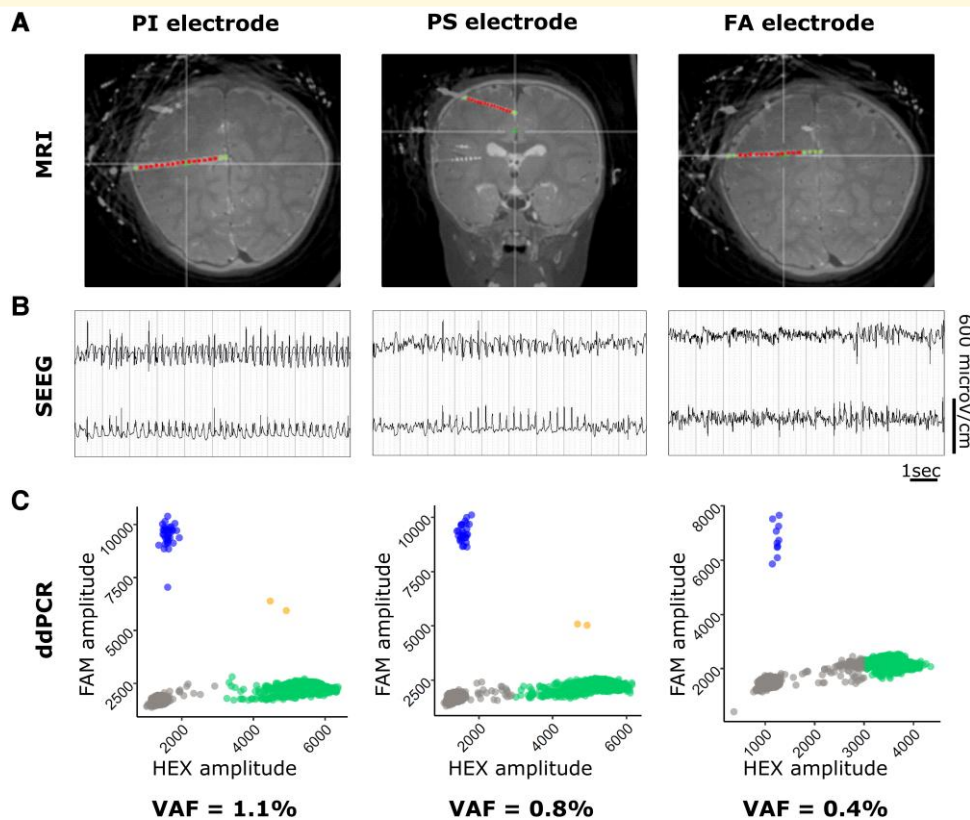 A
PI electrode
PS electrode
FA electrode
MRI
B
SEEG
600 microV/cm
1sec
C
ddPCR
FAM amplitude
10000
7500
5000
2500
2000
4000
6000
HEX amplitude
FAM amplitude
10000
7500
5000
2500
2000
4000
6000
HEX amplitude
FAM amplitude
8000
6000
4000
2000
1000
2000
3000
4000
HEX amplitude
VAF = 1.1%
VAF = 0.8%
VAF = 0.4%